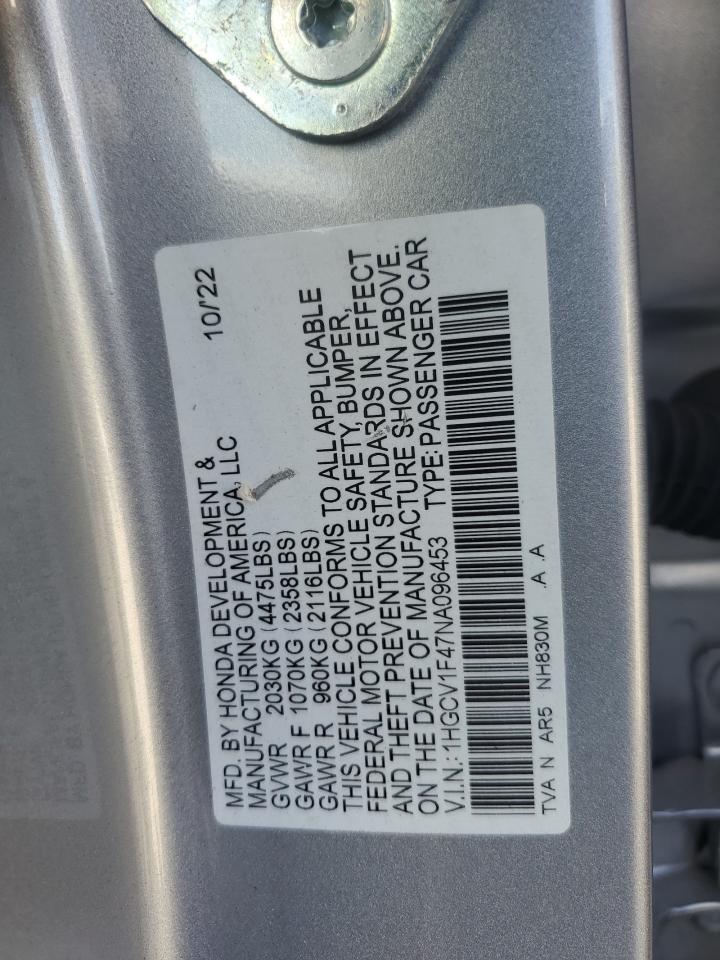 MFD. BY HONDA DEVELOPMENT &
MANUFACTURING OF AMERICA, LLC 10/'22
GVWR 2030KG (4475LBS)
GAWR F 1070KG (2358LBS)
GAWR R 960KG (2116LBS)
THIS VEHICLE CONFORMS TO ALL APPLICABLE
FEDERAL MOTOR VEHICLE SAFETY, BUMPER,
AND THEFT PREVENTION STANDARDS IN EFFECT
ON THE DATE OF MANUFACTURE SHOWN ABOVE.
V.I.N.: 1HGCV1F47NA096453 TYPE: PASSENGER CAR
TVA N AR5 NH830M .A .A